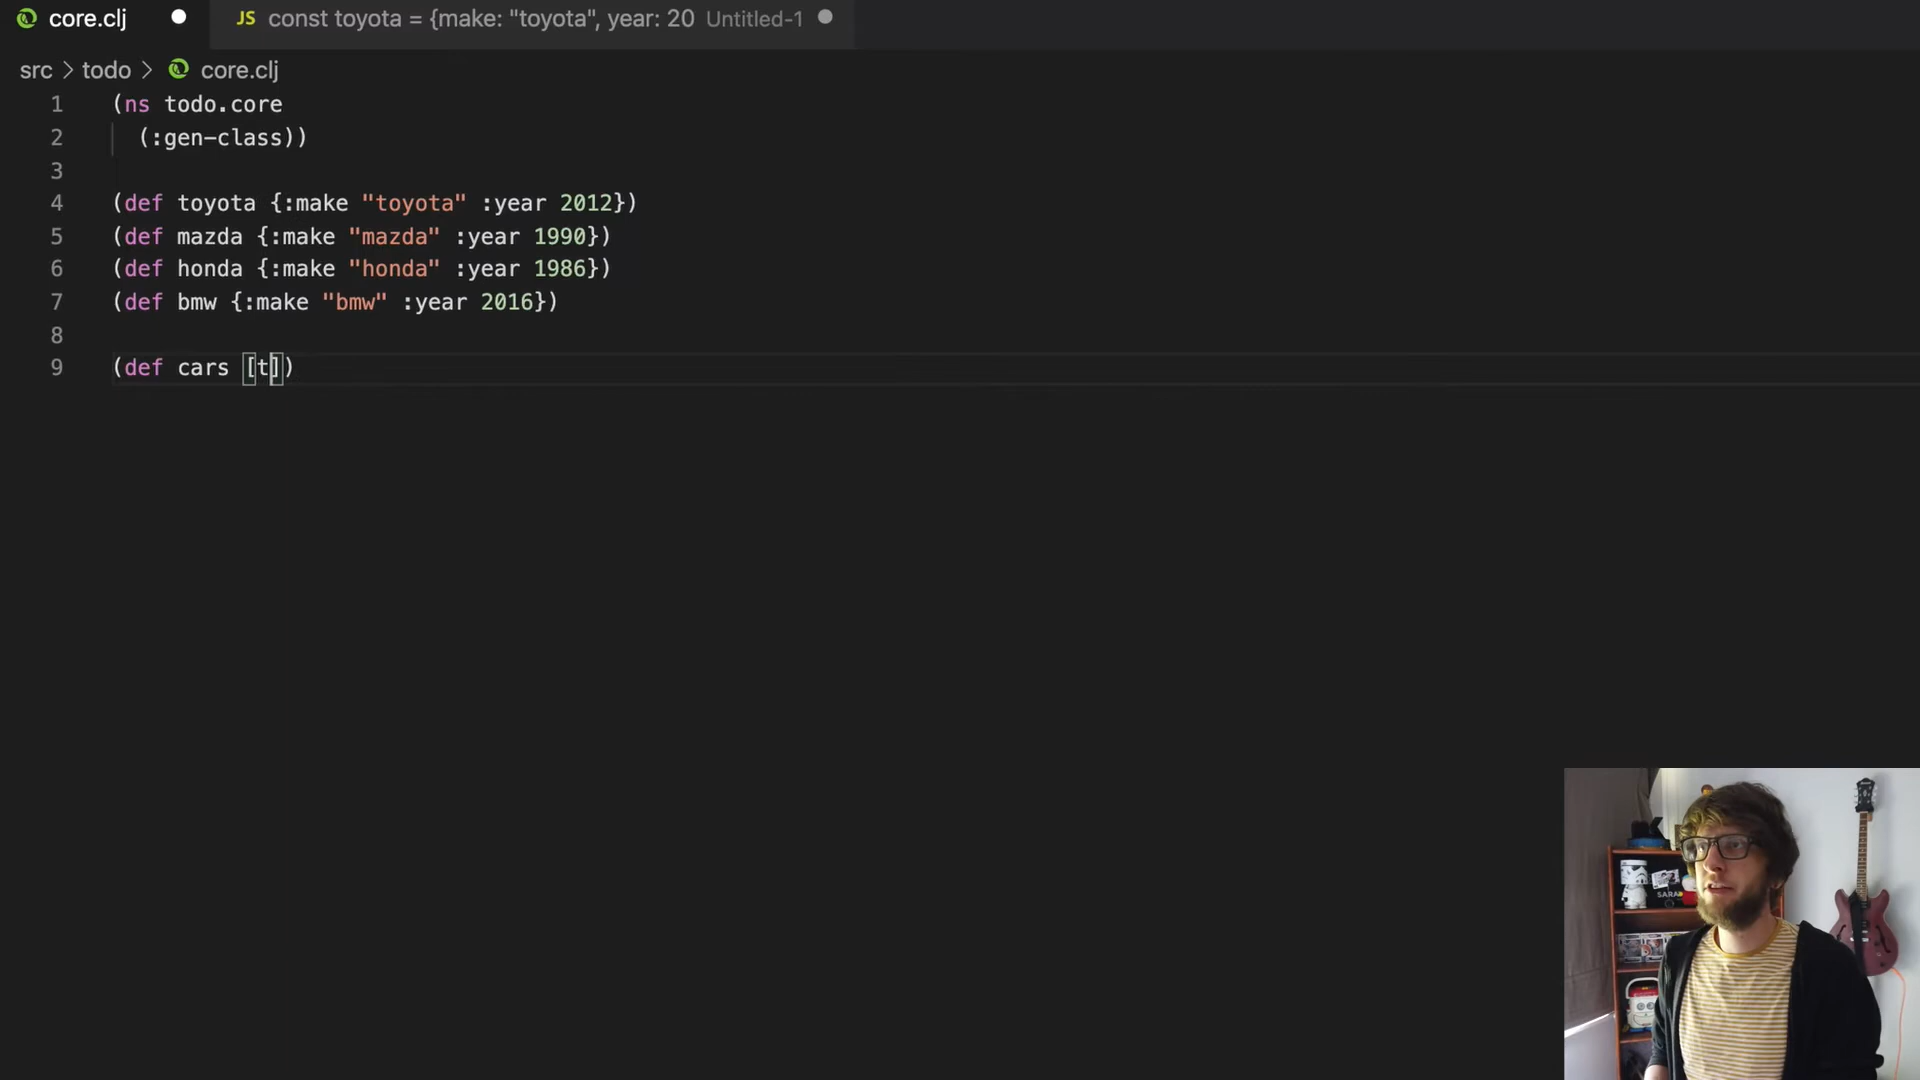 core.clj
JS const toyota = {make: "toyota", year: 20 Untitled-1
src > todo > core.clj
1 (ns todo.core
2 (:gen-class))
3
4 (def toyota {:make "toyota" :year 2012})
5 (def mazda {:make "mazda" :year 1990})
6 (def honda {:make "honda" :year 1986})
7 (def bmw {:make "bmw" :year 2016})
8
9 (def cars [t])
SARA